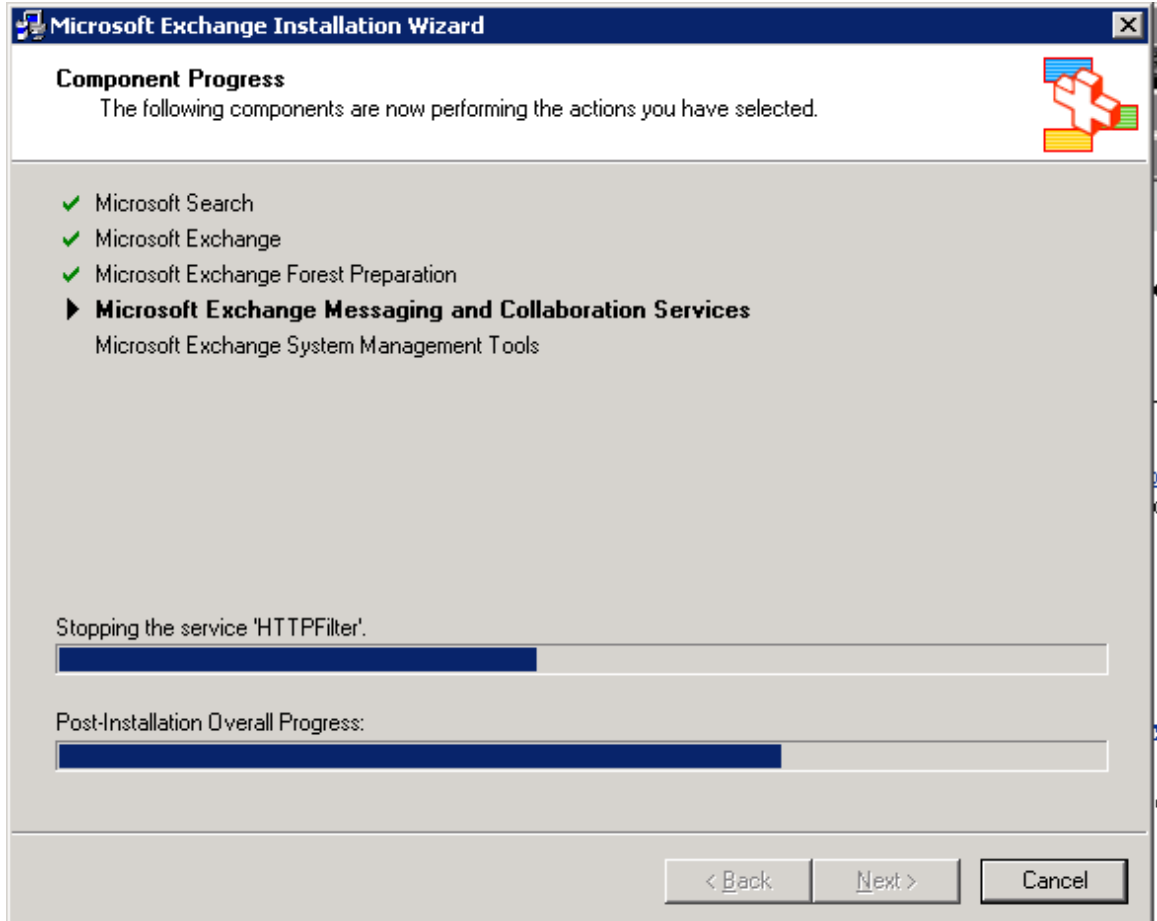 Microsoft Exchange Installation Wizard
Component Progress
The following components are now performing the actions you have selected.
Microsoft Search
Microsoft Exchange
Microsoft Exchange Forest Preparation
Microsoft Exchange Messaging and Collaboration Services
Microsoft Exchange System Management Tools
Stopping the service 'HTTPFilter'.
Post-Installation Overall Progress:
< Back
Next >
Cancel